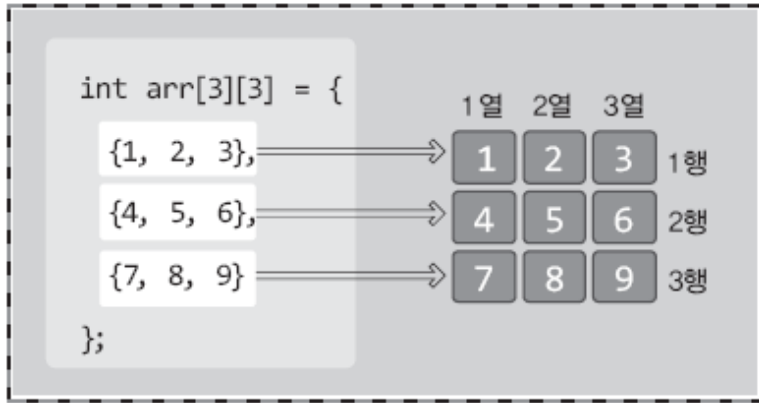 int arr[3][3] = {
{1, 2, 3},
{4, 5, 6},
{7, 8, 9}
};
1열 2열 3열
1 2 3 1행
4 5 6 2행
7 8 9 3행